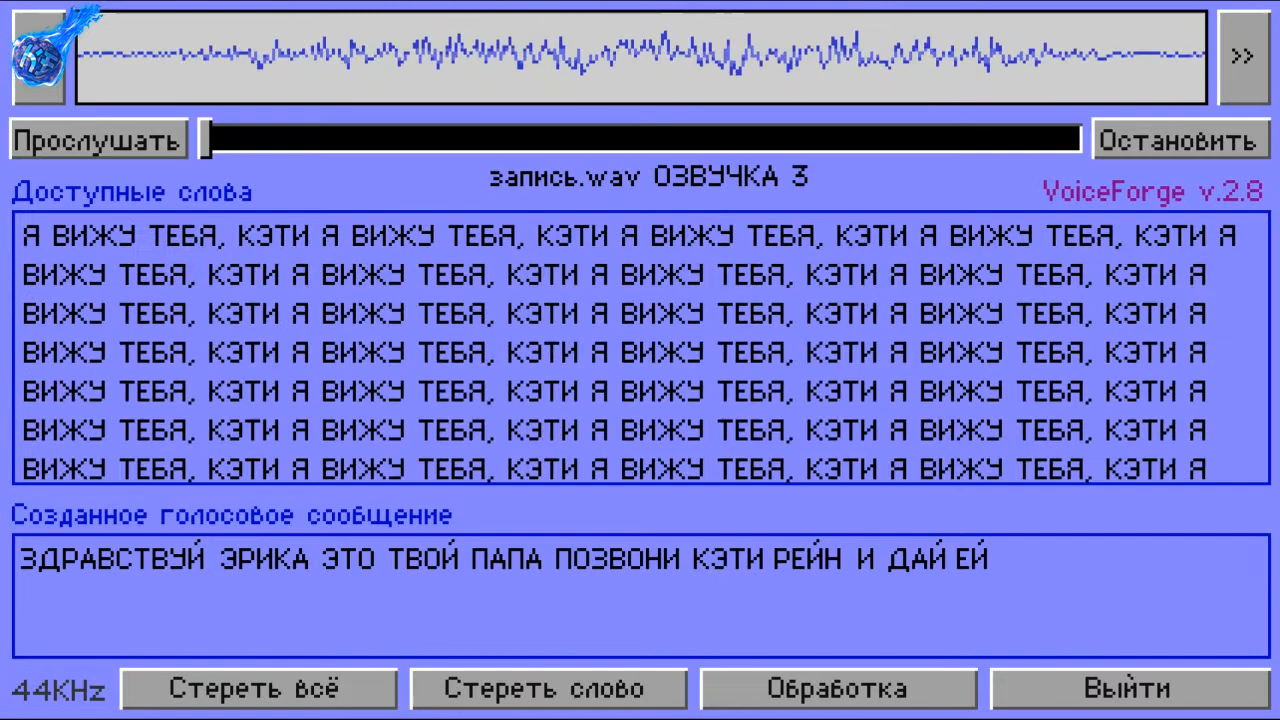 >>
Прослушать
Остановить
запись.wav ОЗВУЧКА 3
Доступные слова
VoiceForge v.2.8
Я ВИЖУ ТЕБЯ, КЭТИ Я ВИЖУ ТЕБЯ, КЭТИ Я ВИЖУ ТЕБЯ, КЭТИ Я ВИЖУ ТЕБЯ, КЭТИ Я
ВИЖУ ТЕБЯ, КЭТИ Я ВИЖУ ТЕБЯ, КЭТИ Я ВИЖУ ТЕБЯ, КЭТИ Я ВИЖУ ТЕБЯ, КЭТИ Я
ВИЖУ ТЕБЯ, КЭТИ Я ВИЖУ ТЕБЯ, КЭТИ Я ВИЖУ ТЕБЯ, КЭТИ Я ВИЖУ ТЕБЯ, КЭТИ Я
ВИЖУ ТЕБЯ, КЭТИ Я ВИЖУ ТЕБЯ, КЭТИ Я ВИЖУ ТЕБЯ, КЭТИ Я ВИЖУ ТЕБЯ, КЭТИ Я
ВИЖУ ТЕБЯ, КЭТИ Я ВИЖУ ТЕБЯ, КЭТИ Я ВИЖУ ТЕБЯ, КЭТИ Я ВИЖУ ТЕБЯ, КЭТИ Я
ВИЖУ ТЕБЯ, КЭТИ Я ВИЖУ ТЕБЯ, КЭТИ Я ВИЖУ ТЕБЯ, КЭТИ Я ВИЖУ ТЕБЯ, КЭТИ Я
ВИЖУ ТЕБЯ, КЭТИ Я ВИЖУ ТЕБЯ, КЭТИ Я ВИЖУ ТЕБЯ, КЭТИ Я ВИЖУ ТЕБЯ, КЭТИ Я
Созданное голосовое сообщение
ЗДРАВСТВУЙ ЭРИКА ЭТО ТВОЙ ПАПА ПОЗВОНИ КЭТИ РЕЙН И ДАЙ ЕЙ
44KHz
Стереть всё
Стереть слово
Обработка
Выйти